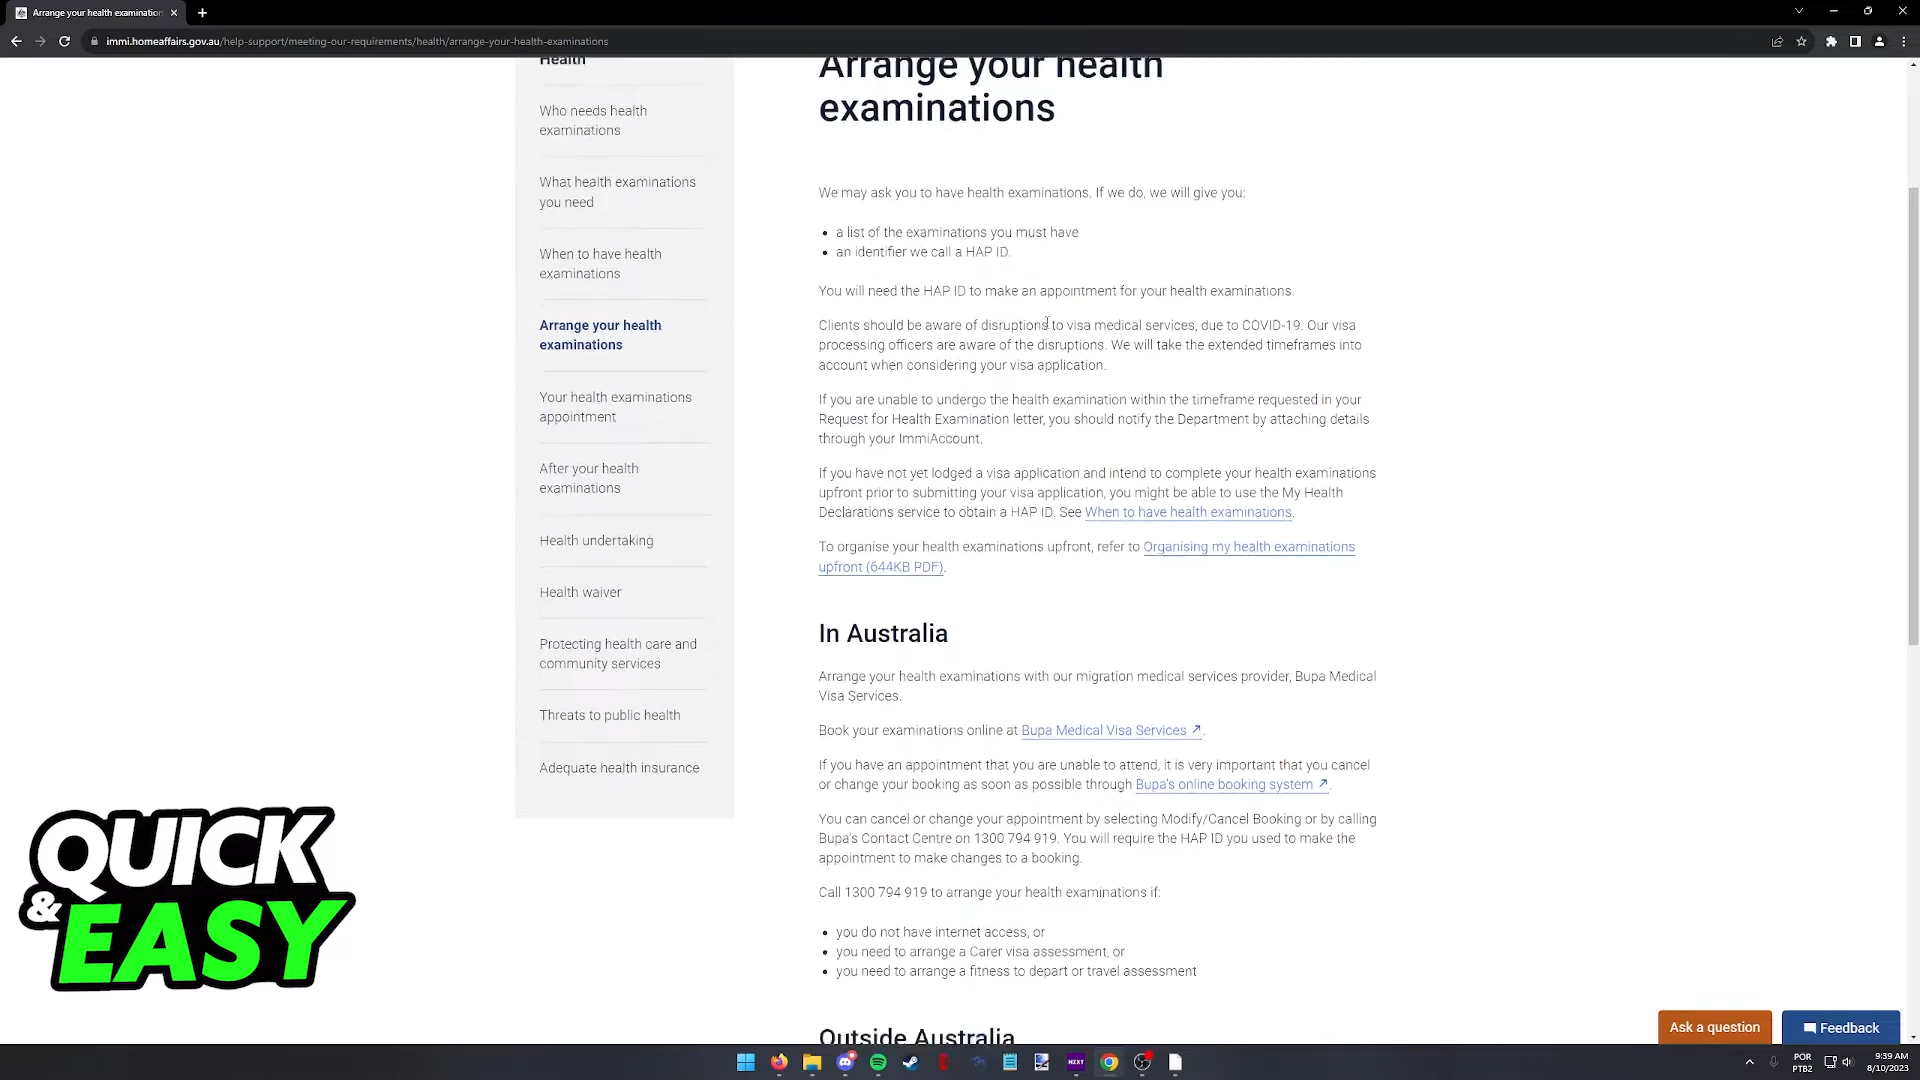 Arrange your health examination
immi.homeaffairs.gov.au/help-support/meeting-our-requirements/health/arrange-your-health-examinations
Health
Who needs health
examinations
What health examinations
you need
When to have health
examinations
Arrange your health
examinations
Your health examinations
appointment
After your health
examinations
Health undertaking
Health waiver
Protecting health care and
community services
Threats to public health
Adequate health insurance
Arrange your health
examinations
We may ask you to have health examinations. If we do, we will give you:
• a list of the examinations you must have
• an identifier we call a HAP ID.
You will need the HAP ID to make an appointment for your health examinations.
Clients should be aware of disruptions to visa medical services, due to COVID-19. Our visa
processing officers are aware of the disruptions. We will take the extended timeframes into
account when considering your visa application.
If you are unable to undergo the health examination within the timeframe requested in your
Request for Health Examination letter, you should notify the Department by attaching details
through your ImmiAccount.
If you have not yet lodged a visa application and intend to complete your health examinations
upfront prior to submitting your visa application, you might be able to use the My Health
Declarations service to obtain a HAP ID. See When to have health examinations.
To organise your health examinations upfront, refer to Organising my health examinations
upfront (644KB PDF).
In Australia
Arrange your health examinations with our migration medical services provider, Bupa Medical
Visa Services.
Book your examinations online at Bupa Medical Visa Services ↗.
If you have an appointment that you are unable to attend, it is very important that you cancel
or change your booking as soon as possible through Bupa's online booking system ↗.
You can cancel or change your appointment by selecting Modify/Cancel Booking or by calling
Bupa's Contact Centre on 1300 794 919. You will require the HAP ID you used to make the
appointment to make changes to a booking.
Call 1300 794 919 to arrange your health examinations if:
• you do not have internet access, or
• you need to arrange a Carer visa assessment, or
• you need to arrange a fitness to depart or travel assessment
Outside Australia
QUICK
& EASY
Ask a question
Feedback
NZXT
POR
PTB2
9:39 AM
8/10/2023